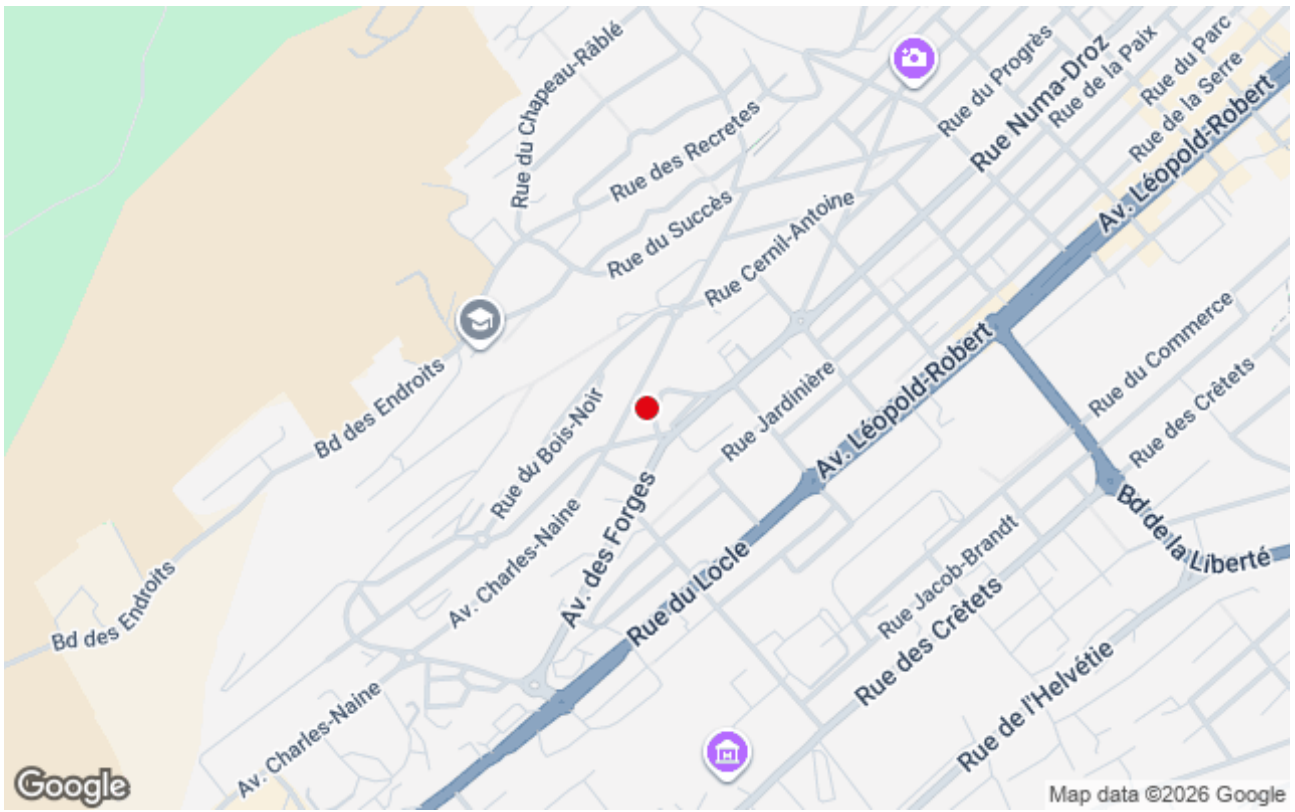 Rue du Chapeau-Râblé
Rue des Recretes
Rue du Succès
Rue Cernil-Antoine
Rue du Progrès
Rue Numa-Droz
Rue de la Paix
Rue du Parc
Rue de la Serre
Av. Léopold-Robert
Bd des Endroits
Rue du Bois-Noir
Rue Jardinière
Av. Léopold-Robert
Rue du Commerce
Rue des Crêtets
Av. Charles-Naine
Av. des Forges
Rue du Locle
Rue Jacob-Brandt
Bd de la Liberté
Bd des Endroits
Rue des Crêtets
Rue de l'Helvétie
Av. Charles-Naine
Google
Map data ©2026 Google